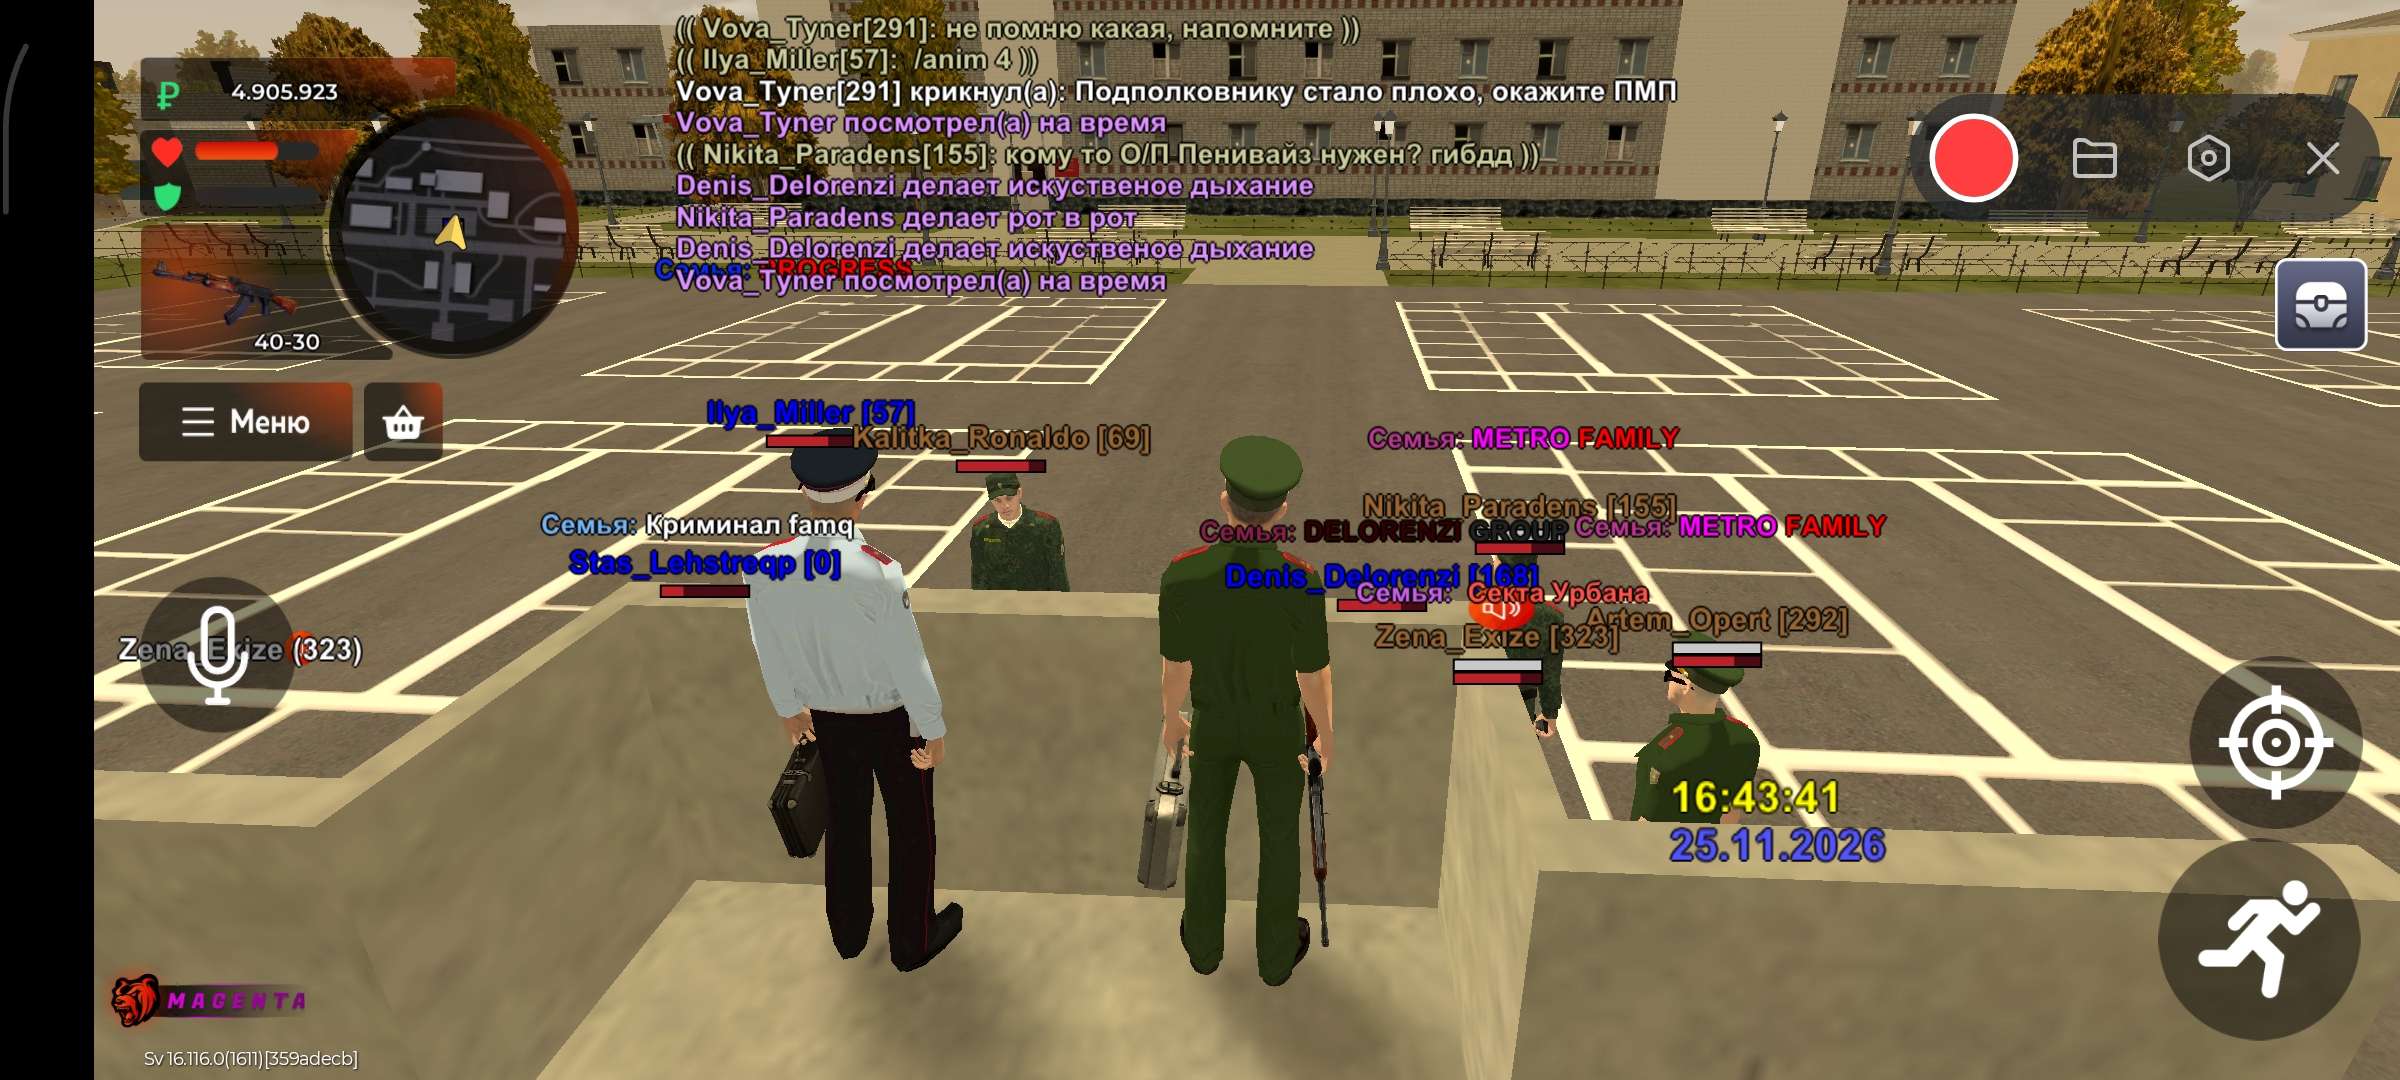 (( Vova_Tyner[291]: не помню какая, напомните ))
(( Ilya_Miller[57]: /anim 4 ))
Vova_Tyner[291] крикнул(а): Подполковнику стало плохо, окажите ПМП
Vova_Tyner посмотрел(а) на время
(( Nikita_Paradens[155]: кому то О/П Пенивайз нужен? гибдд ))
Denis_Delorenzi делает искуственое дыхание
Nikita_Paradens делает рот в рот
Denis_Delorenzi делает искуственое дыхание
Семья: PROGRESS
Vova_Tyner посмотрел(а) на время
4.905.923
40-30
Меню
Ilya_Miller [57]
Kalitka_Ronaldo [69]
Семья: METRO FAMILY
Nikita_Paradens [155]
Семья: Криминал famq
Семья: DELORENZI GROUP
Семья: METRO FAMILY
Stas_Lehstreqp [0]
Denis_Delorenzi [168]
Семья: Секта Урбана
Artem_Opert [292]
Zena_Exize [323]
Zena_Exize (323)
16:43:41
25.11.2026
MAGENTA
Sv 16.116.0(1611)[359adecb]